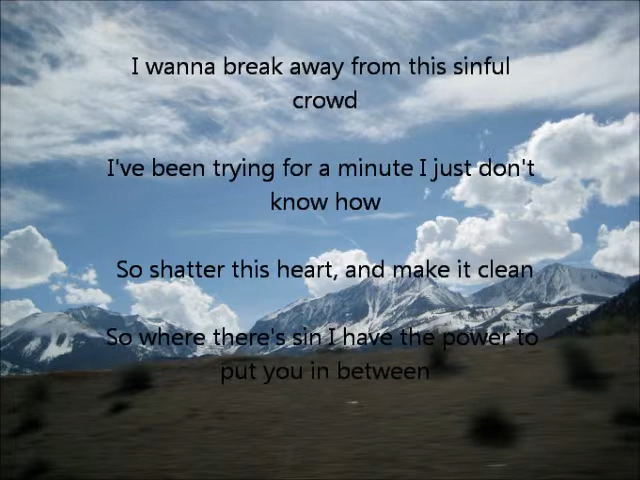 I wanna break away from this sinful
crowd
I've been trying for a minute I just don't
know how
So shatter this heart, and make it clean
So where there's sin I have the power to
put you in between